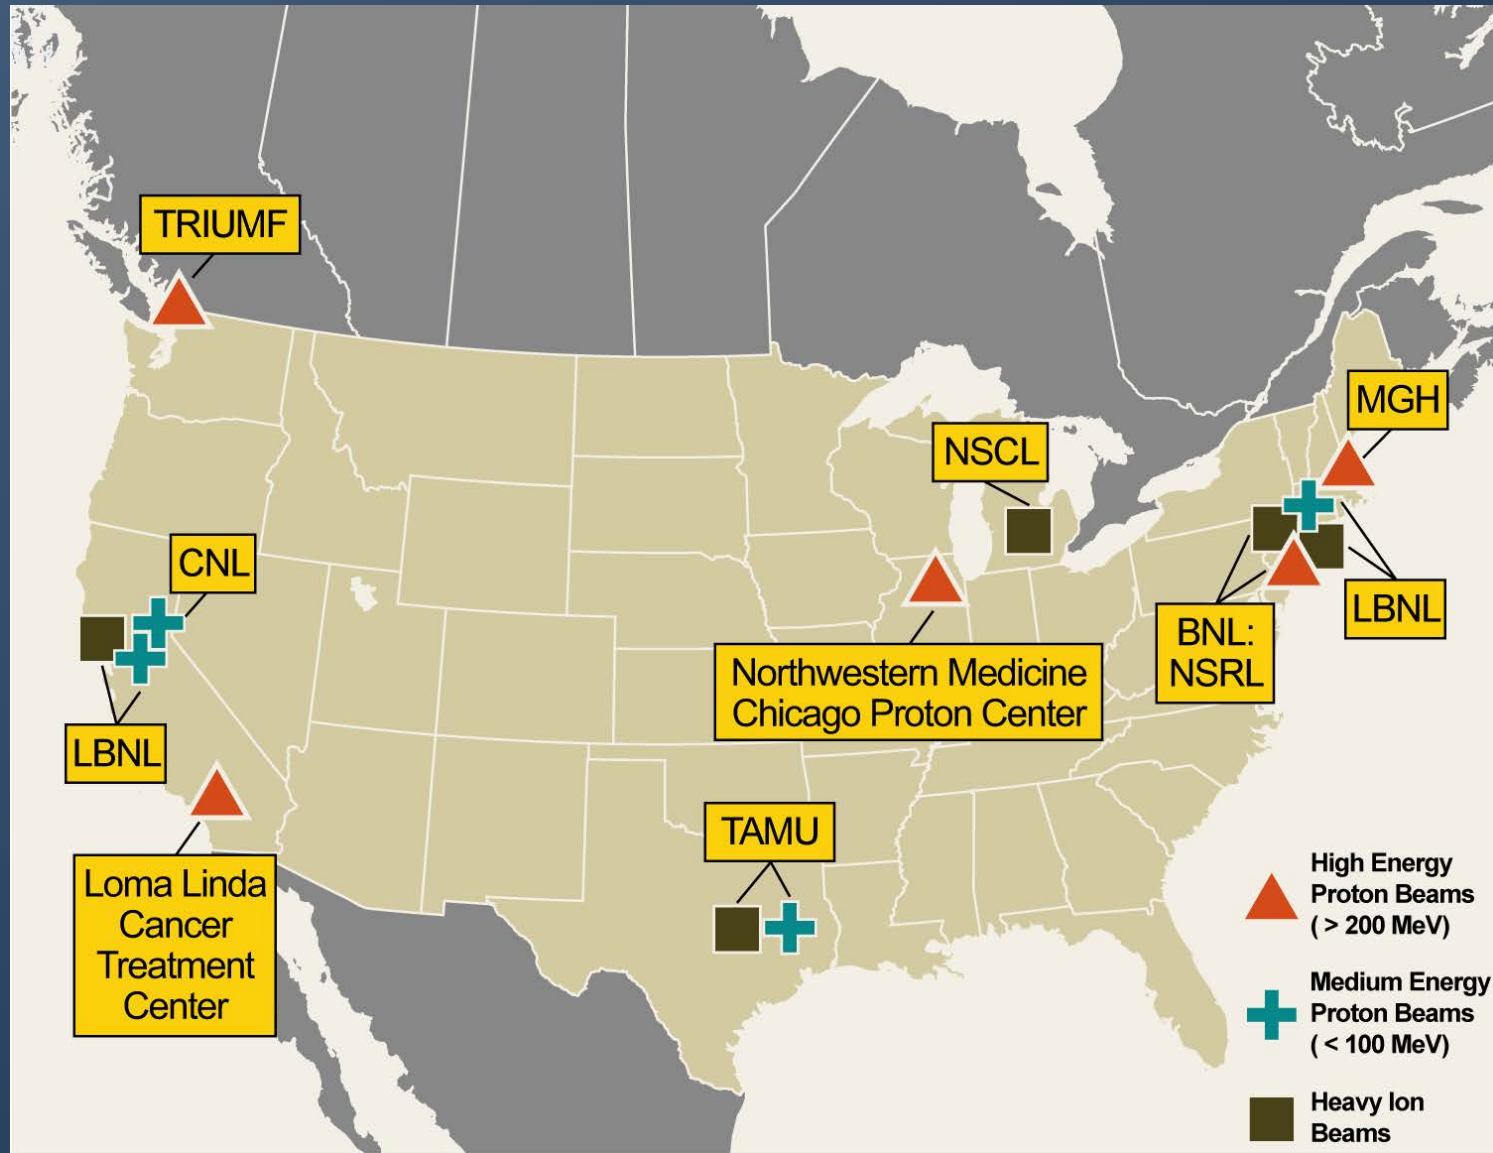 TRIUMF
MGH
NSCL
CNL
LBNL
BNL:
NSRL
Northwestern Medicine
Chicago Proton Center
LBNL
TAMU
Loma Linda
Cancer
Treatment
Center
High Energy
Proton Beams
( > 200 MeV)
Medium Energy
Proton Beams
( < 100 MeV)
Heavy Ion
Beams